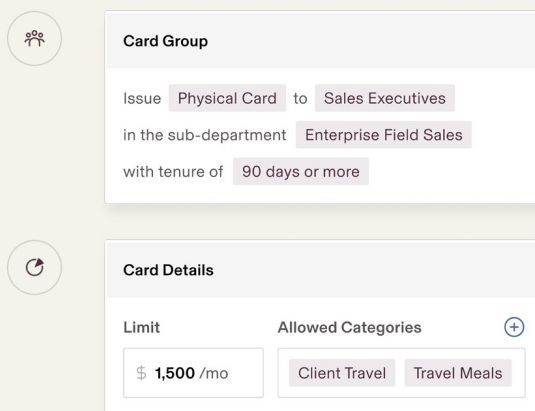 Card Group
Issue Physical Card to Sales Executives
in the sub-department Enterprise Field Sales
with tenure of 90 days or more
Card Details
Limit Allowed Categories
$ 1,500 /mo Client Travel Travel Meals